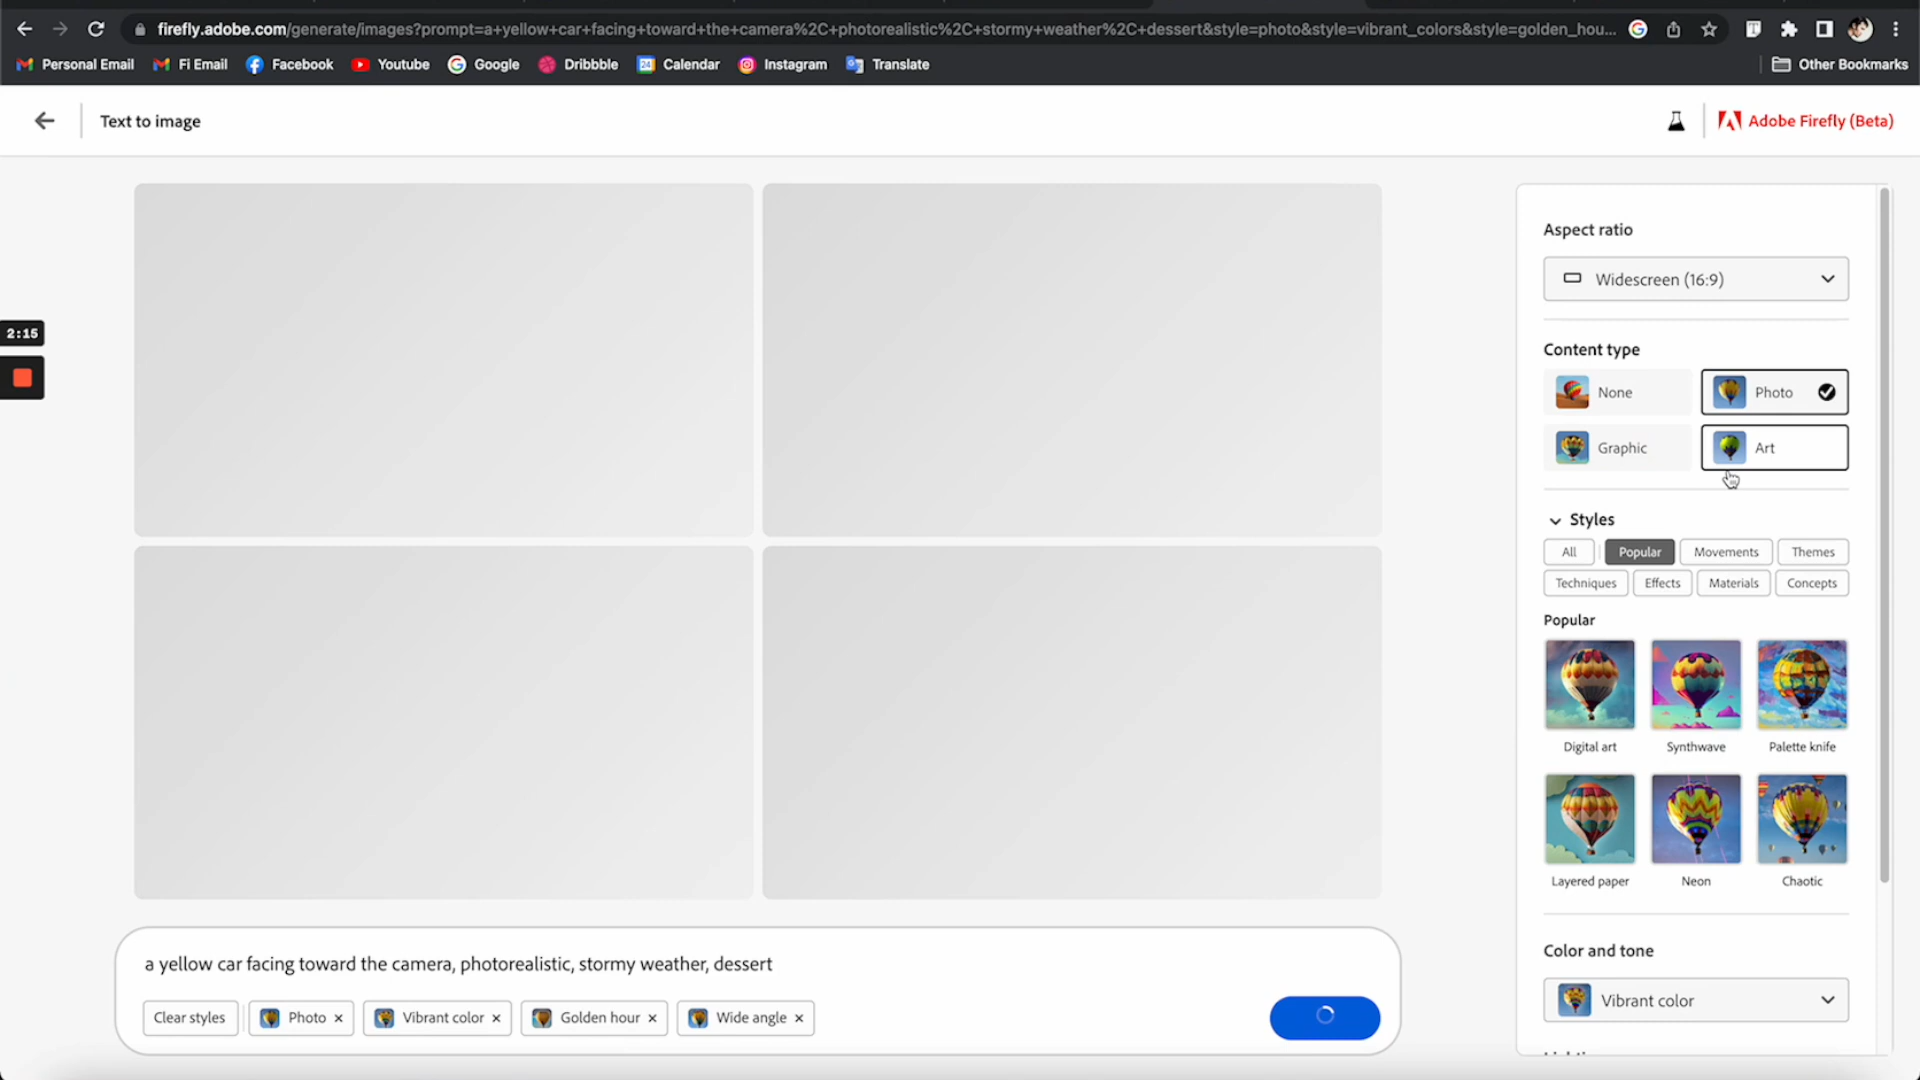 firefly.adobe.com/generate/images?prompt=a+yellow+car+facing+toward+the+camera%2C+photorealistic%2C+stormy+weather%2C+dessert&style=photo&style=vibrant_colors&style=golden_hou...
Personal Email
Fi Email
Facebook
Youtube
Google
Dribbble
24
Calendar
Instagram
Translate
Other Bookmarks
Text to image
Adobe Firefly (Beta)
2:15
Aspect ratio
Widescreen (16:9)
Content type
None
Photo
Graphic
Art
Styles
All
Popular
Movements
Themes
Techniques
Effects
Materials
Concepts
Popular
Digital art
Synthwave
Palette knife
Layered paper
Neon
Chaotic
Color and tone
Vibrant color
a yellow car facing toward the camera, photorealistic, stormy weather, dessert
Clear styles
Photo
Vibrant color
Golden hour
Wide angle